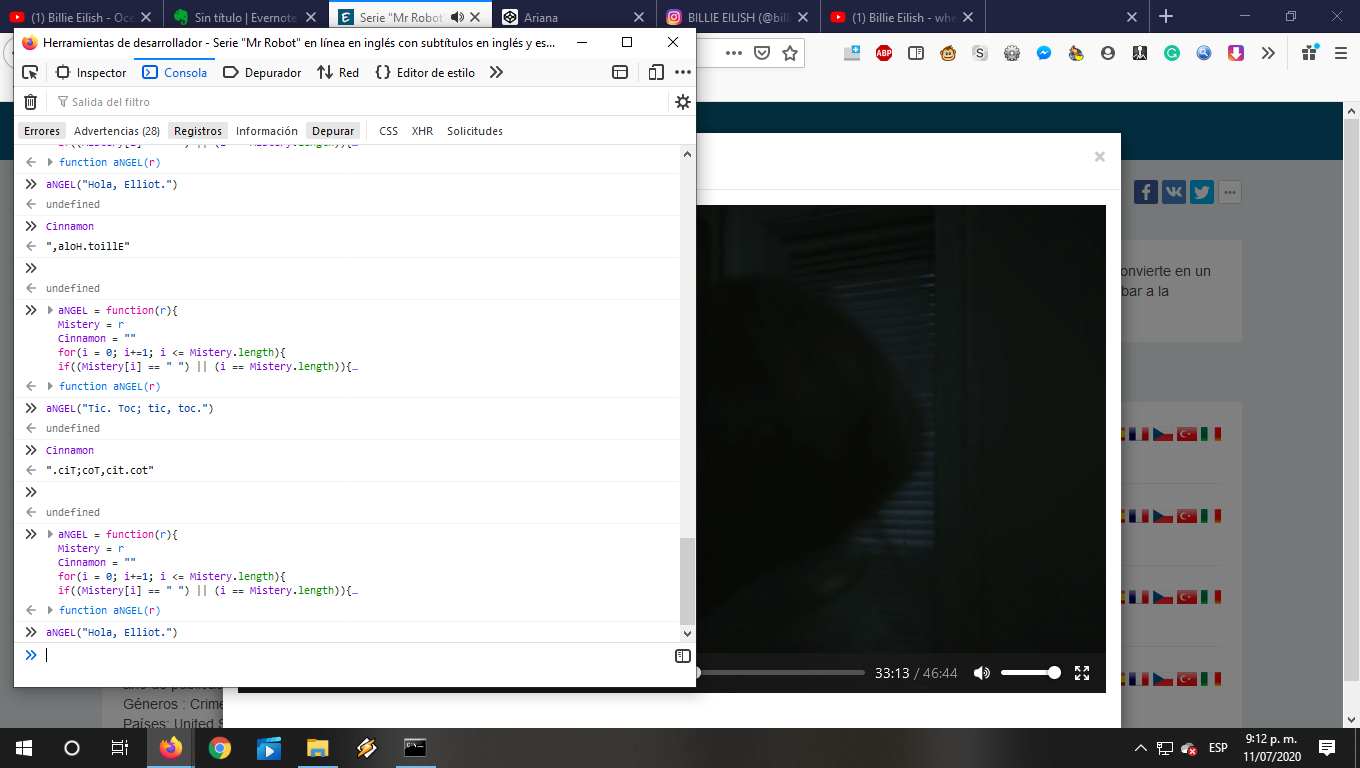 (1) Billie Eilish - Oce
Sin título | Evernote
Serie "Mr Robot"
Ariana
BILLIE EILISH (@billi
(1) Billie Eilish - whe
Herramientas de desarrollador - Serie "Mr Robot" en línea en inglés con subtítulos en inglés y es...
Inspector
Consola
Depurador
Red
Editor de estilo
ABP
Salida del filtro
Errores
Advertencias (28)
Registros
Información
Depurar
CSS
XHR
Solicitudes
function aNGEL(r)
aNGEL("Hola, Elliot.")
undefined
Cinnamon
",aloH.toillE"
undefined
aNGEL = function(r){
Mistery = r
Cinnamon = ""
for(i = 0; i+=1; i <= Mistery.length){
if((Mistery[i] == " ") || (i == Mistery.length)){…
function aNGEL(r)
aNGEL("Tic. Toc; tic, toc.")
undefined
Cinnamon
".ciT;coT,cit.cot"
undefined
aNGEL = function(r){
Mistery = r
Cinnamon = ""
for(i = 0; i+=1; i <= Mistery.length){
if((Mistery[i] == " ") || (i == Mistery.length)){…
function aNGEL(r)
aNGEL("Hola, Elliot.")
onvierte en un
bar a la
33:13 / 46:44
Géneros : Crime
Países: United S
ESP
9:12 p. m.
11/07/2020